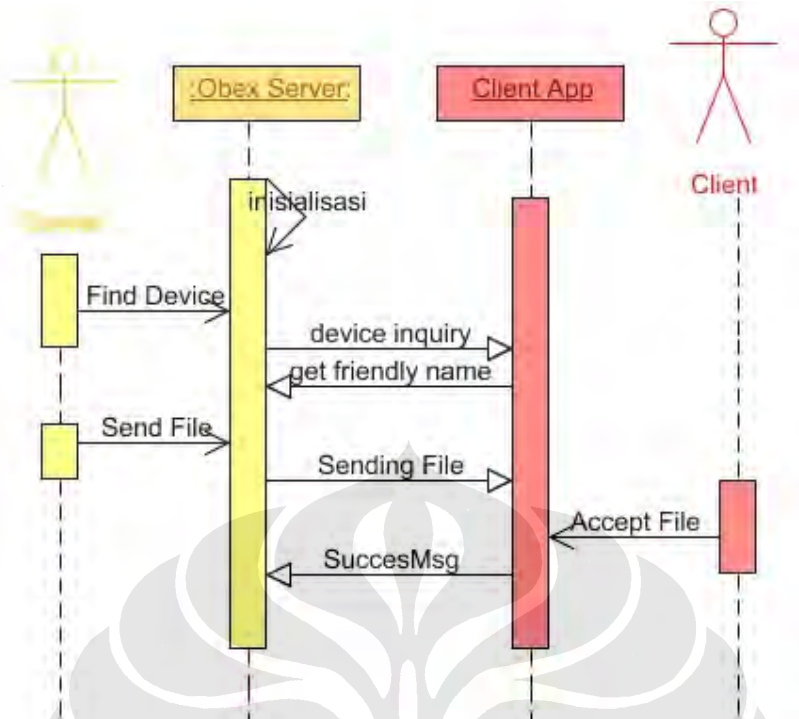 :Obex Server:
Client App
Client
inisialisasi
Find Device
device inquiry
get friendly name
Send File
Sending File
Accept File
SuccesMsg